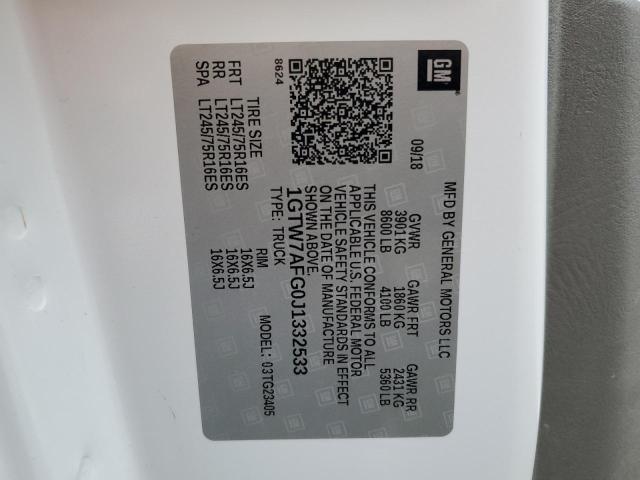 GM
MFD BY GENERAL MOTORS LLC
09/18 GVWR GAWR FRT GAWR RR
3901 KG 1860 KG 2431 KG
8600 LB 4100 LB 5360 LB
THIS VEHICLE CONFORMS TO ALL
APPLICABLE U.S. FEDERAL MOTOR
VEHICLE SAFETY STANDARDS IN EFFECT
ON THE DATE OF MANUFACTURE
SHOWN ABOVE.
1GTW7AFG0J1332533
8624 TYPE: TRUCK MODEL: 03TG23405
TIRE SIZE RIM
FRT LT245/75R16ES 16X6.5J
RR LT245/75R16ES 16X6.5J
SPA LT245/75R16ES 16X6.5J